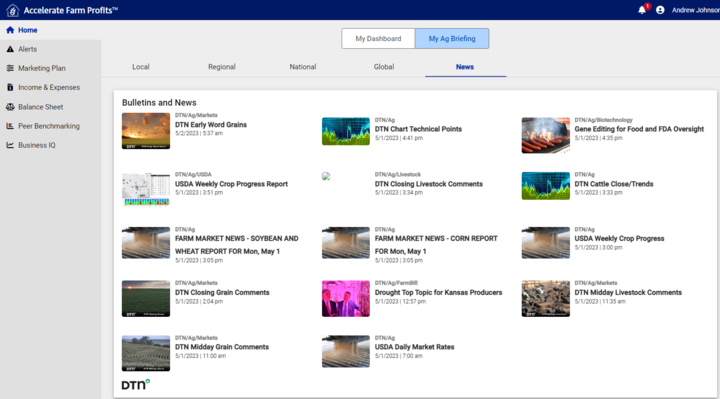 Accelerate Farm Profits™
1
Andrew Johnson
Home
Alerts
Marketing Plan
Income & Expenses
Balance Sheet
Peer Benchmarking
Business IQ
My Dashboard
My Ag Briefing
Local
Regional
National
Global
News
Bulletins and News
DTN/Ag/Markets
DTN Early Word Grains
5/2/2023 | 5:37 am
DTN/Ag
DTN Chart Technical Points
5/1/2023 | 4:41 pm
DTN/Ag/Biotechnology
Gene Editing for Food and FDA Oversight
5/1/2023 | 4:35 pm
DTN/Ag/USDA
USDA Weekly Crop Progress Report
5/1/2023 | 3:51 pm
DTN/Ag/Livestock
DTN Closing Livestock Comments
5/1/2023 | 3:34 pm
DTN/Ag
DTN Cattle Close/Trends
5/1/2023 | 3:33 pm
DTN/Ag
FARM MARKET NEWS - SOYBEAN AND
WHEAT REPORT FOR Mon, May 1
5/1/2023 | 3:05 pm
DTN/Ag
FARM MARKET NEWS - CORN REPORT
FOR Mon, May 1
5/1/2023 | 3:05 pm
DTN/Ag
USDA Weekly Crop Progress
5/1/2023 | 3:00 pm
DTN/Ag/Markets
DTN Closing Grain Comments
5/1/2023 | 2:04 pm
DTN/Ag/FarmBill
Drought Top Topic for Kansas Producers
5/1/2023 | 12:57 pm
DTN/Ag/Markets
DTN Midday Livestock Comments
5/1/2023 | 11:35 am
DTN/Ag/Markets
DTN Midday Grain Comments
5/1/2023 | 11:00 am
DTN/Ag
USDA Daily Market Rates
5/1/2023 | 7:00 am
DTN